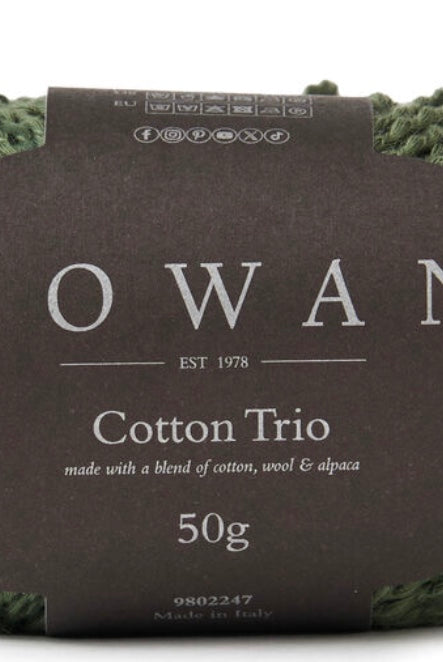 EU
OWAN
EST 1978
Cotton Trio
made with a blend of cotton, wool & alpaca
50g
9802247
Made in Italy